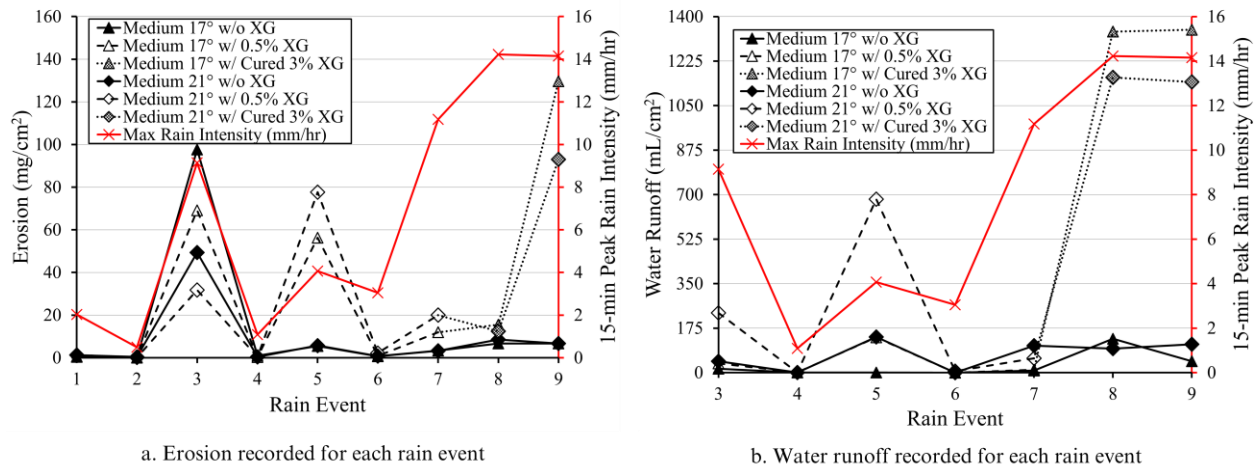 160
140
120
100
80
60
40
20
0
Erosion (mg/cm²)
Medium 17° w/o XG
Medium 17° w/ 0.5% XG
Medium 17° w/ Cured 3% XG
Medium 21° w/o XG
Medium 21° w/ 0.5% XG
Medium 21° w/ Cured 3% XG
Max Rain Intensity (mm/hr)
16
14
12
10
8
6
4
2
0
15-min Peak Rain Intensity (mm/hr)
1 2 3 4 5 6 7 8 9
Rain Event
a. Erosion recorded for each rain event
1400
1225
1050
875
700
525
350
175
0
Water Runoff (mL/cm²)
Medium 17° w/o XG
Medium 17° w/ 0.5% XG
Medium 17° w/ Cured 3% XG
Medium 21° w/o XG
Medium 21° w/ 0.5% XG
Medium 21° w/ Cured 3% XG
Max Rain Intensity (mm/hr)
16
14
12
10
8
6
4
2
0
15-min Peak Rain Intensity (mm/hr)
3 4 5 6 7 8 9
Rain Event
b. Water runoff recorded for each rain event